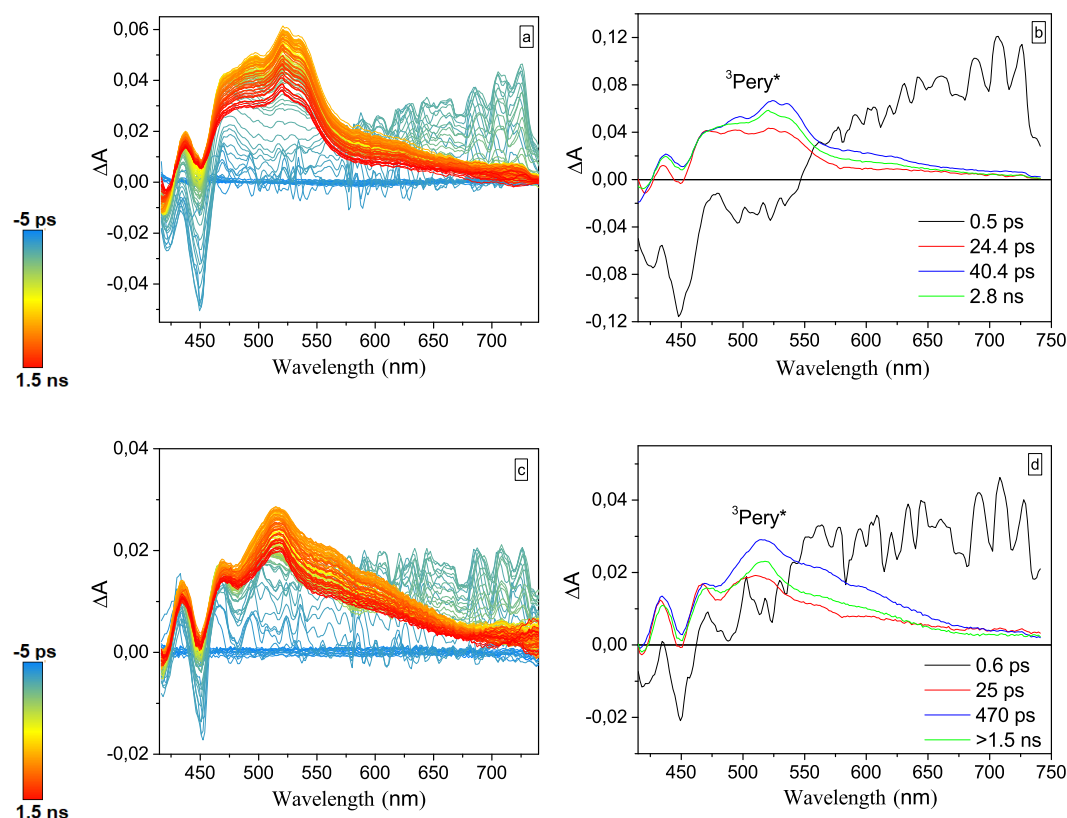 a
0,06
0,04
0,02
0,00
-0,02
-0,04
ΔA
450 500 550 600 650 700
Wavelength (nm)
-5 ps
1.5 ns
b
0,12
0,08
0,04
0,00
-0,04
-0,08
-0,12
ΔA
³Pery*
0.5 ps
24.4 ps
40.4 ps
2.8 ns
450 500 550 600 650 700 750
Wavelength (nm)
c
0,04
0,02
0,00
-0,02
ΔA
450 500 550 600 650 700
Wavelength (nm)
-5 ps
1.5 ns
d
0,04
0,02
0,00
-0,02
ΔA
³Pery*
0.6 ps
25 ps
470 ps
>1.5 ns
450 500 550 600 650 700 750
Wavelength (nm)